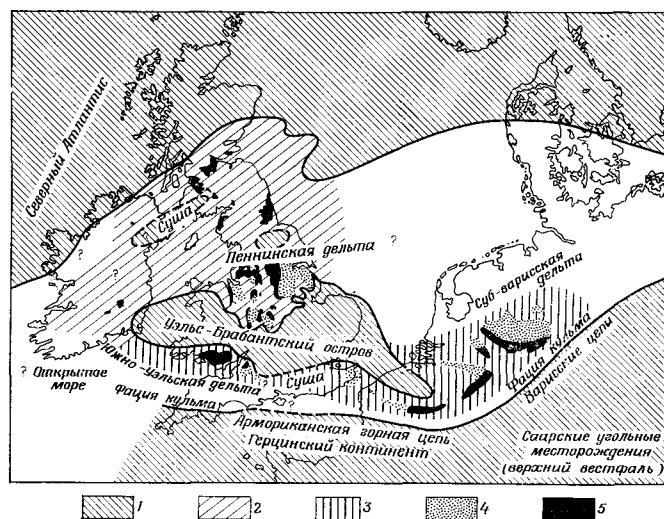 Северный Атлантис
Суша
?
Пеннинская дельта
?
?
?
Суб-варисская
дельта
Уэльс-Брабантский остров
Южно-уэльская дельта
?
Открытое
море
Суша
?
Фация кульма
Фация кульма
Варисские цепи
Армориканская горная цепь
Герцинский континент
Саарские угольные
месторождения
(верхний вестфаль)
1
2
3
4
5